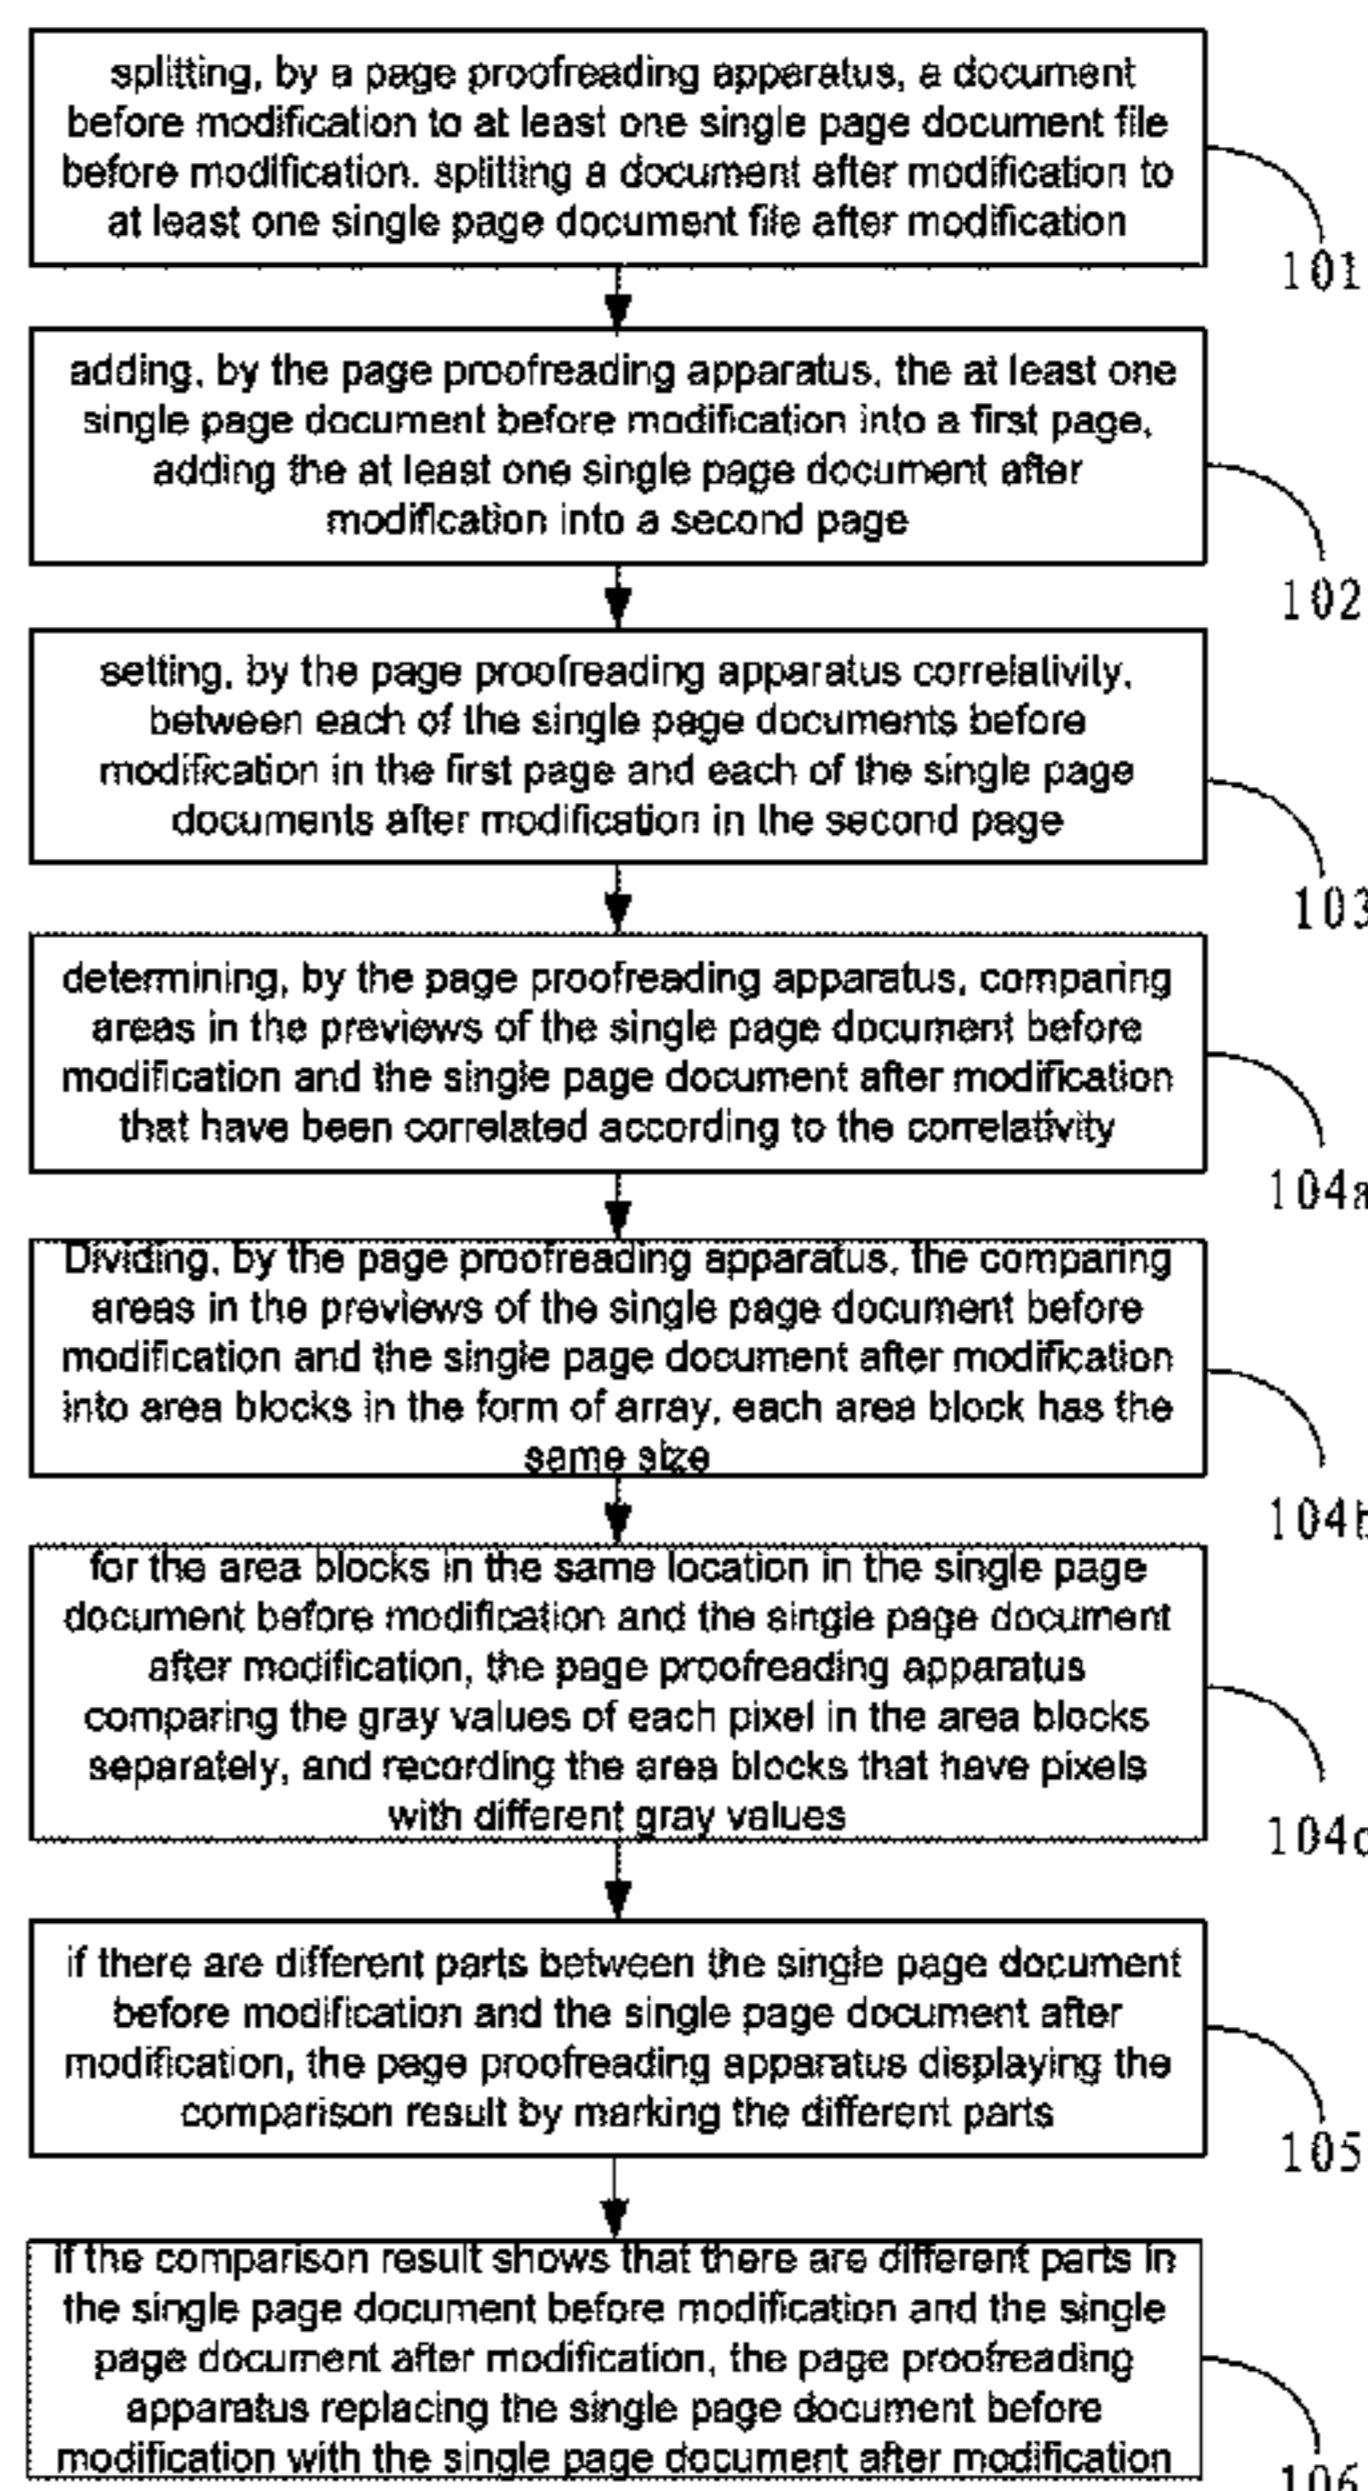 splitting, by a page proofreading apparatus, a document
before modification to at least one single page document file
before modification. splitting a document after modification to
at least one single page document file after modification
101
adding, by the page proofreading apparatus, the at least one
single page document before modification into a first page,
adding the at least one single page document after
modification into a second page
102
setting, by the page proofreading apparatus correlativity,
between each of the single page documents before
modification in the first page and each of the single page
documents after modification in the second page
103
determining, by the page proofreading apparatus, comparing
areas in the previews of the single page document before
modification and the single page document after modification
that have been correlated according to the correlativity
104a
Dividing, by the page proofreading apparatus, the comparing
areas in the previews of the single page document before
modification and the single page document after modification
into area blocks in the form of array, each area block has the
same size
104b
for the area blocks in the same location in the single page
document before modification and the single page document
after modification, the page proofreading apparatus
comparing the gray values of each pixel in the area blocks
separately, and recording the area blocks that have pixels
with different gray values
104c
if there are different parts between the single page document
before modification and the single page document after
modification, the page proofreading apparatus displaying the
comparison result by marking the different parts
105
if the comparison result shows that there are different parts in
the single page document before modification and the single
page document after modification, the page proofreading
apparatus replacing the single page document before
modification with the single page document after modification
106